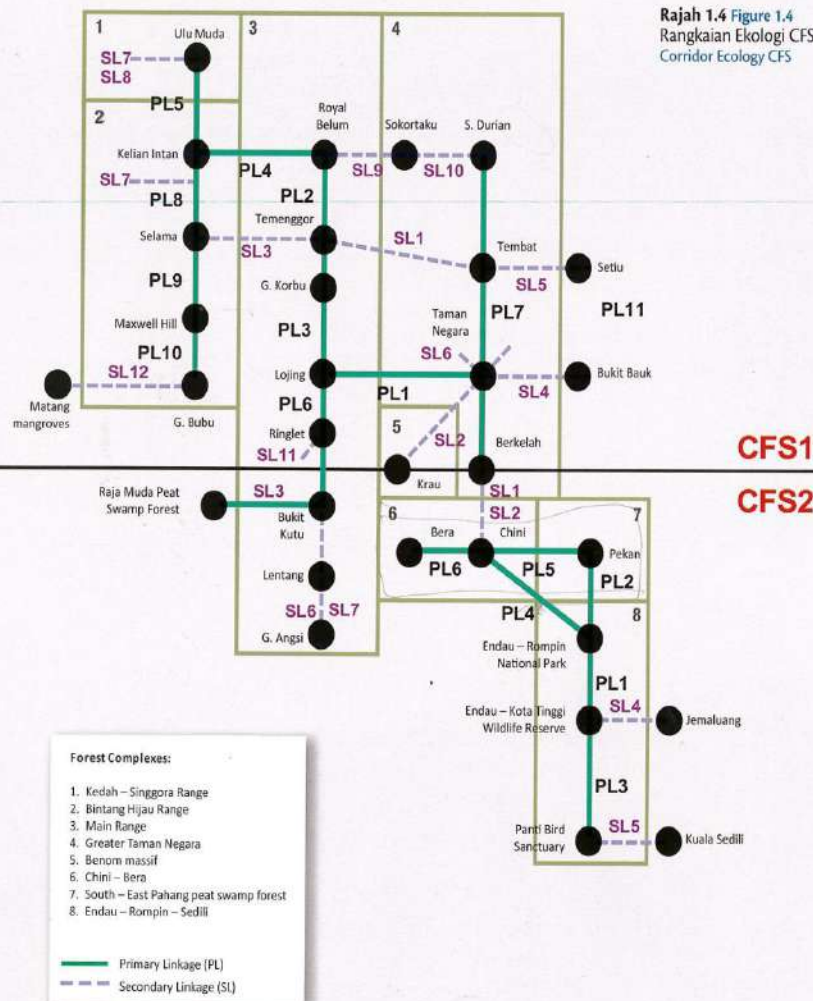 Rajah 1.4 Figure 1.4
Rangkaian Ekologi CFS
Corridor Ecology CFS
1
Ulu Muda
SL7
SL8
PL5
3
4
2
Kelian Intan
PL4
Royal
Belum
SL9
Sokortaku
SL10
S. Durian
SL7
PL8
PL2
Selama
SL3
Temenggor
SL1
Tembat
SL5
Setiu
PL9
G. Korbu
PL7
PL11
Maxwell Hill
PL3
Taman
Negara
PL10
SL6
SL12
Lojing
PL1
SL4
Bukit Bauk
Matang
mangroves
G. Bubu
PL6
5
Ringlet
SL2
Berkelah
SL11
Krau
CFS1
CFS2
Raja Muda Peat
Swamp Forest
SL3
Bukit
Kutu
SL1
SL2
6
Bera
Chini
7
Pekan
PL6
PL5
PL2
Lentang
SL6
SL7
PL4
8
G. Angsi
Endau – Rompin
National Park
PL1
Endau – Kota Tinggi
Wildlife Reserve
SL4
Jemaluang
PL3
Panti Bird
Sanctuary
SL5
Kuala Sedili
Forest Complexes:
1. Kedah – Singgora Range
2. Bintang Hijau Range
3. Main Range
4. Greater Taman Negara
5. Benom massif
6. Chini – Bera
7. South – East Pahang peat swamp forest
8. Endau – Rompin – Sedili
Primary Linkage (PL)
Secondary Linkage (SL)